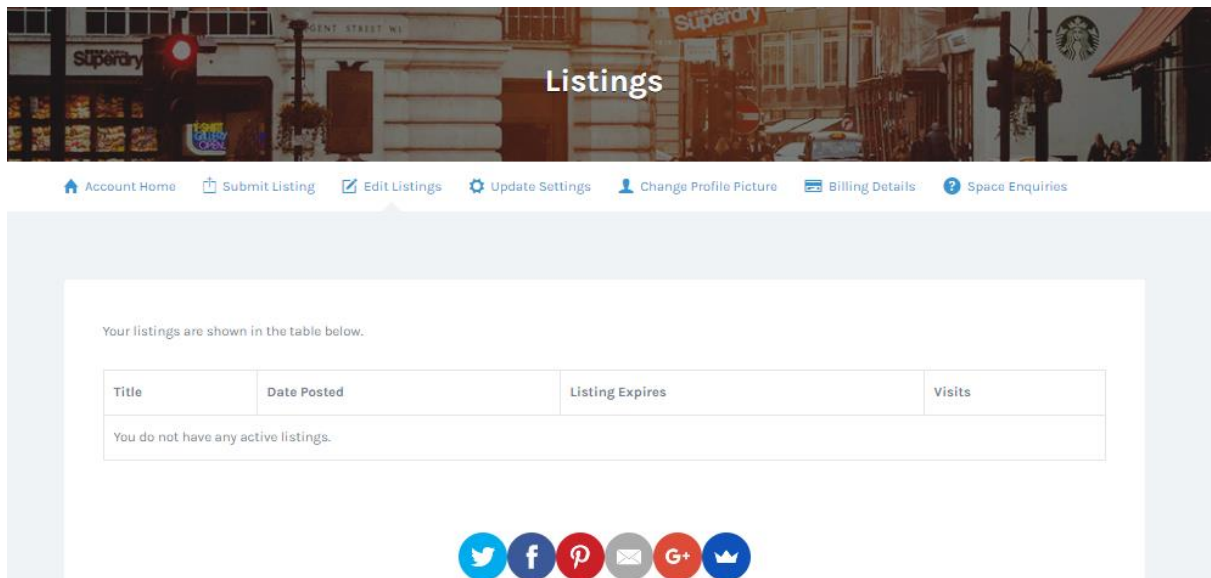 GENT STREET W1
Superdry
Superdry
OPEN
Listings
Account Home
Submit Listing
Edit Listings
Update Settings
Change Profile Picture
Billing Details
Space Enquiries
Your listings are shown in the table below.
Title Date Posted Listing Expires Visits
You do not have any active listings.
G+